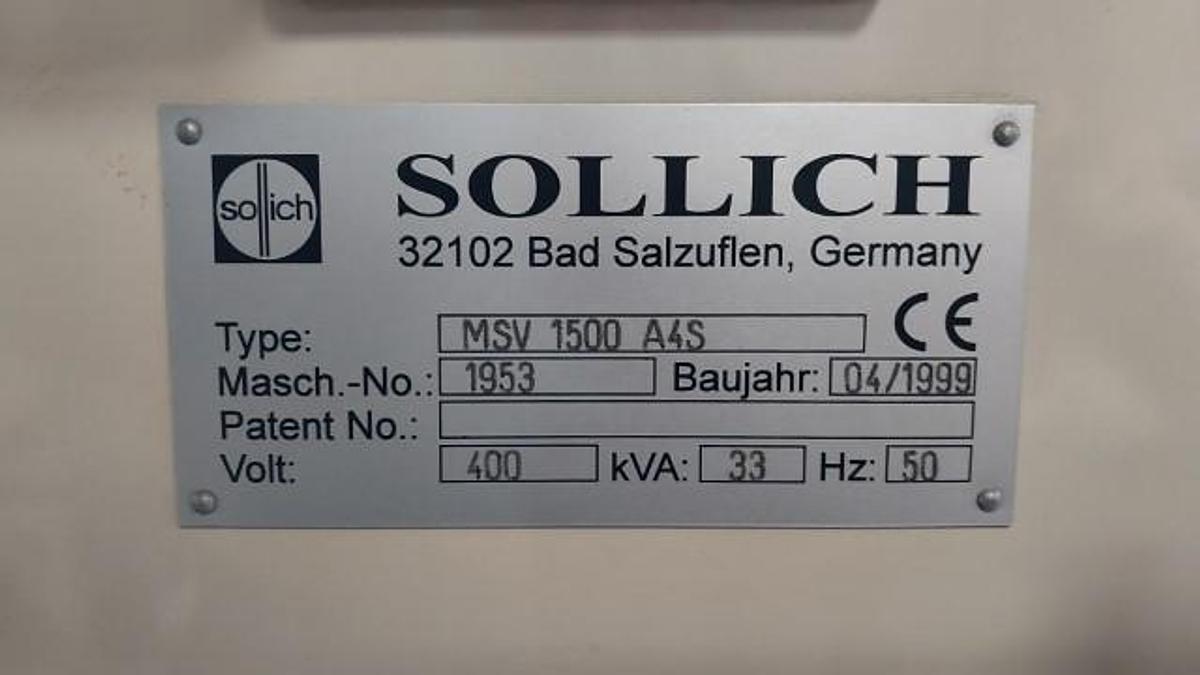 sollich
SOLLICH
32102 Bad Salzuflen, Germany
CE
Type: MSV 1500 A4S
Masch.-No.: 1953 Baujahr: 04/1999
Patent No.:
Volt: 400 kVA: 33 Hz: 50